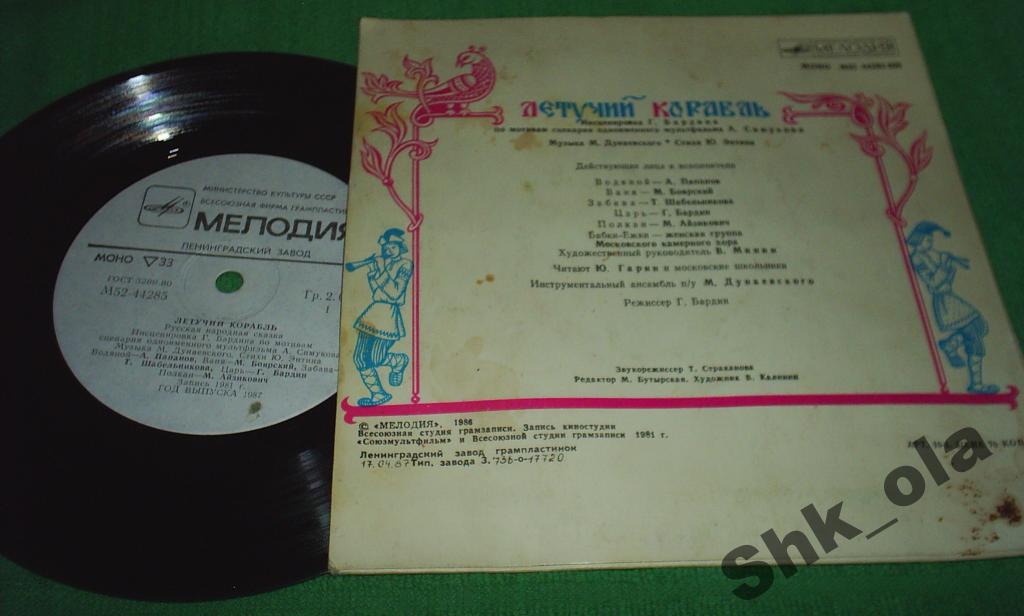 МИНИСТЕРСТВО КУЛЬТУРЫ СССР
ВСЕСОЮЗНАЯ ФИРМА ГРАМПЛАСТИ
МЕЛОДИЯ
ЛЕНИНГРАДСКИЙ ЗАВОД
МОНО 33
ГОСТ 5289-80
М52-44285
Гр. 2.
1
ЛЕТУЧИЙ КОРАБЛЬ
Русская народная сказка
Инсценировка Г. Бардина по мотивам
сценария одноименного мультфильма А. Симукова
Музыка М. Дунаевского. Стихи Ю. Энтина
Водяной—А. Папанов, Ваня—М. Боярский, Забава—
Т. Шабельникова, Царь—Г. Бардин
Полкан—М. Айзикович
Запись 1981 г.
ГОД ВЫПУСКА 1987
МЕЛОДИЯ
МОНО
ЛЕТУЧИЙ КОРАБЛЬ
Инсценировка Г. Бардина
по мотивам сценария одноименного мультфильма А. Симукова
Музыка М. Дунаевского * Стихи Ю. Энтина
Действующие лица и исполнители
Водяной — А. Папанов
Ваня — М. Боярский
Забава — Т. Шабельникова
Царь — Г. Бардин
Полкан — М. Айзикович
Бабки-Ежки — женская группа
Московского камерного хора
Художественный руководитель В. Минин
Читают Ю. Гарин и московские школьники
Инструментальный ансамбль п/у М. Дунаевского
Режиссер Г. Бардин
Звукорежиссер Т. Страканова
Редактор М. Бутырская. Художник В. Калинин
© «МЕЛОДИЯ», 1986
Всесоюзная студия грамзаписи. Запись киностудии
«Союзмультфильм» и Всесоюзной студии грамзаписи 1981 г.
Ленинградский завод грампластинок
17.04.87 Тип. завода З. 736-0-17720
Shk_ola